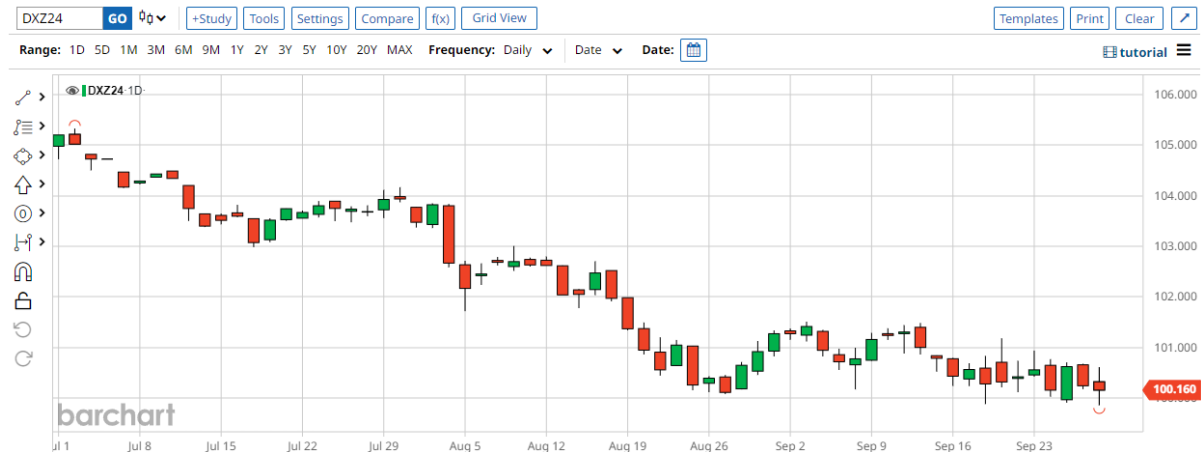 DXZ24 GO +Study Tools Settings Compare f(x) Grid View Templates Print Clear
Range: 1D 5D 1M 3M 6M 9M 1Y 2Y 3Y 5Y 10Y 20Y MAX Frequency: Daily Date Date: tutorial
DXZ24 1D
106.000
105.000
104.000
103.000
102.000
101.000
100.160
barchart
ul 1 Jul 8 Jul 15 Jul 22 Jul 29 Aug 5 Aug 12 Aug 19 Aug 26 Sep 2 Sep 9 Sep 16 Sep 23